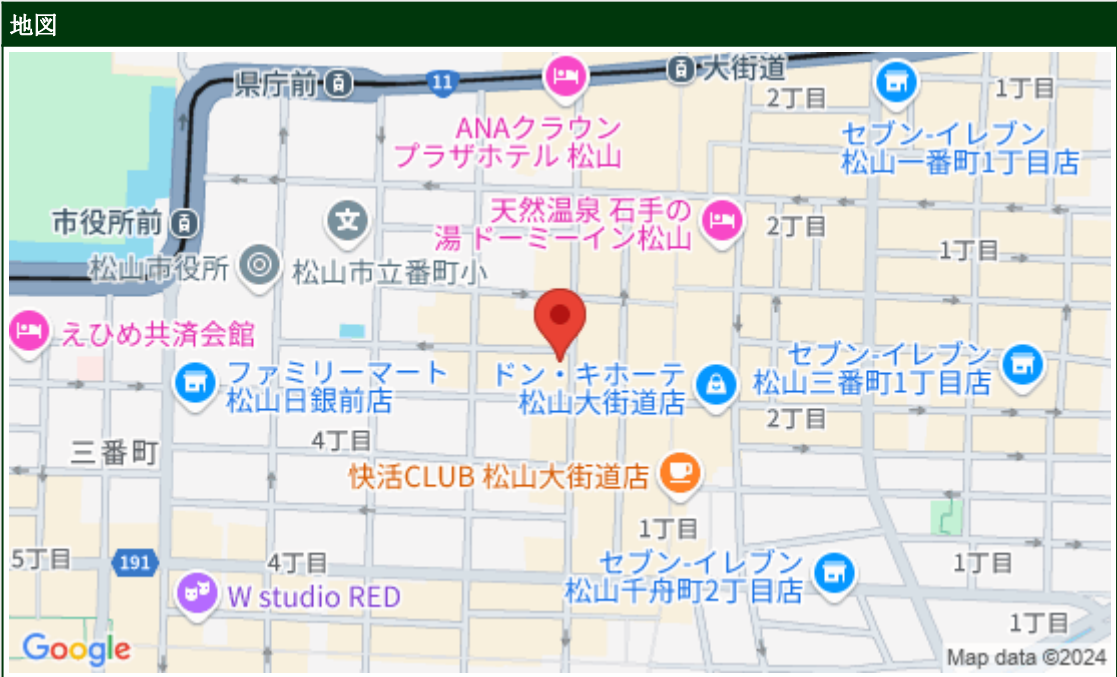 地図
県庁前
11
大街道
2丁目
1丁目
ANAクラウン
プラザホテル 松山
セブン-イレブン
松山一番町1丁目店
市役所前
文
天然温泉 石手の
湯 ドーミーイン松山
2丁目
1丁目
松山市役所
松山市立番町小
えひめ共済会館
ファミリーマート
松山日銀前店
ドン・キホーテ
松山大街道店
セブン-イレブン
松山三番町1丁目店
2丁目
4丁目
三番町
快活CLUB 松山大街道店
1丁目
5丁目
191
4丁目
セブン-イレブン
松山千舟町2丁目店
1丁目
W studio RED
1丁目
Google
Map data ©2024